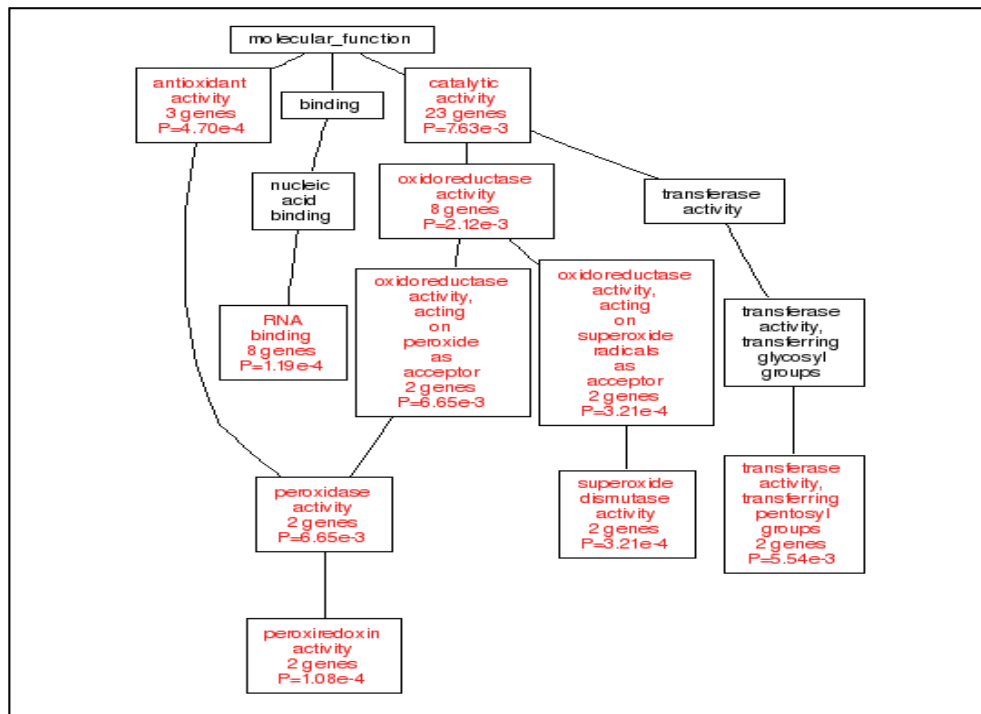 molecular_function
antioxidant
activity
3 genes
P=4.70e-4
binding
catalytic
activity
23 genes
P=7.63e-3
nucleic
acid
binding
oxidoreductase
activity
8 genes
P=2.12e-3
transferase
activity
RNA
binding
8 genes
P=1.19e-4
oxidoreductase
activity,
acting
on
peroxide
as
acceptor
2 genes
P=6.65e-3
oxidoreductase
activity,
acting
on
superoxide
radicals
as
acceptor
2 genes
P=3.21e-4
transferase
activity,
transferring
glycosyl
groups
peroxidase
activity
2 genes
P=6.65e-3
superoxide
dismutase
activity
2 genes
P=3.21e-4
transferase
activity,
transferring
pentosyl
groups
2 genes
P=5.54e-3
peroxiredoxin
activity
2 genes
P=1.08e-4